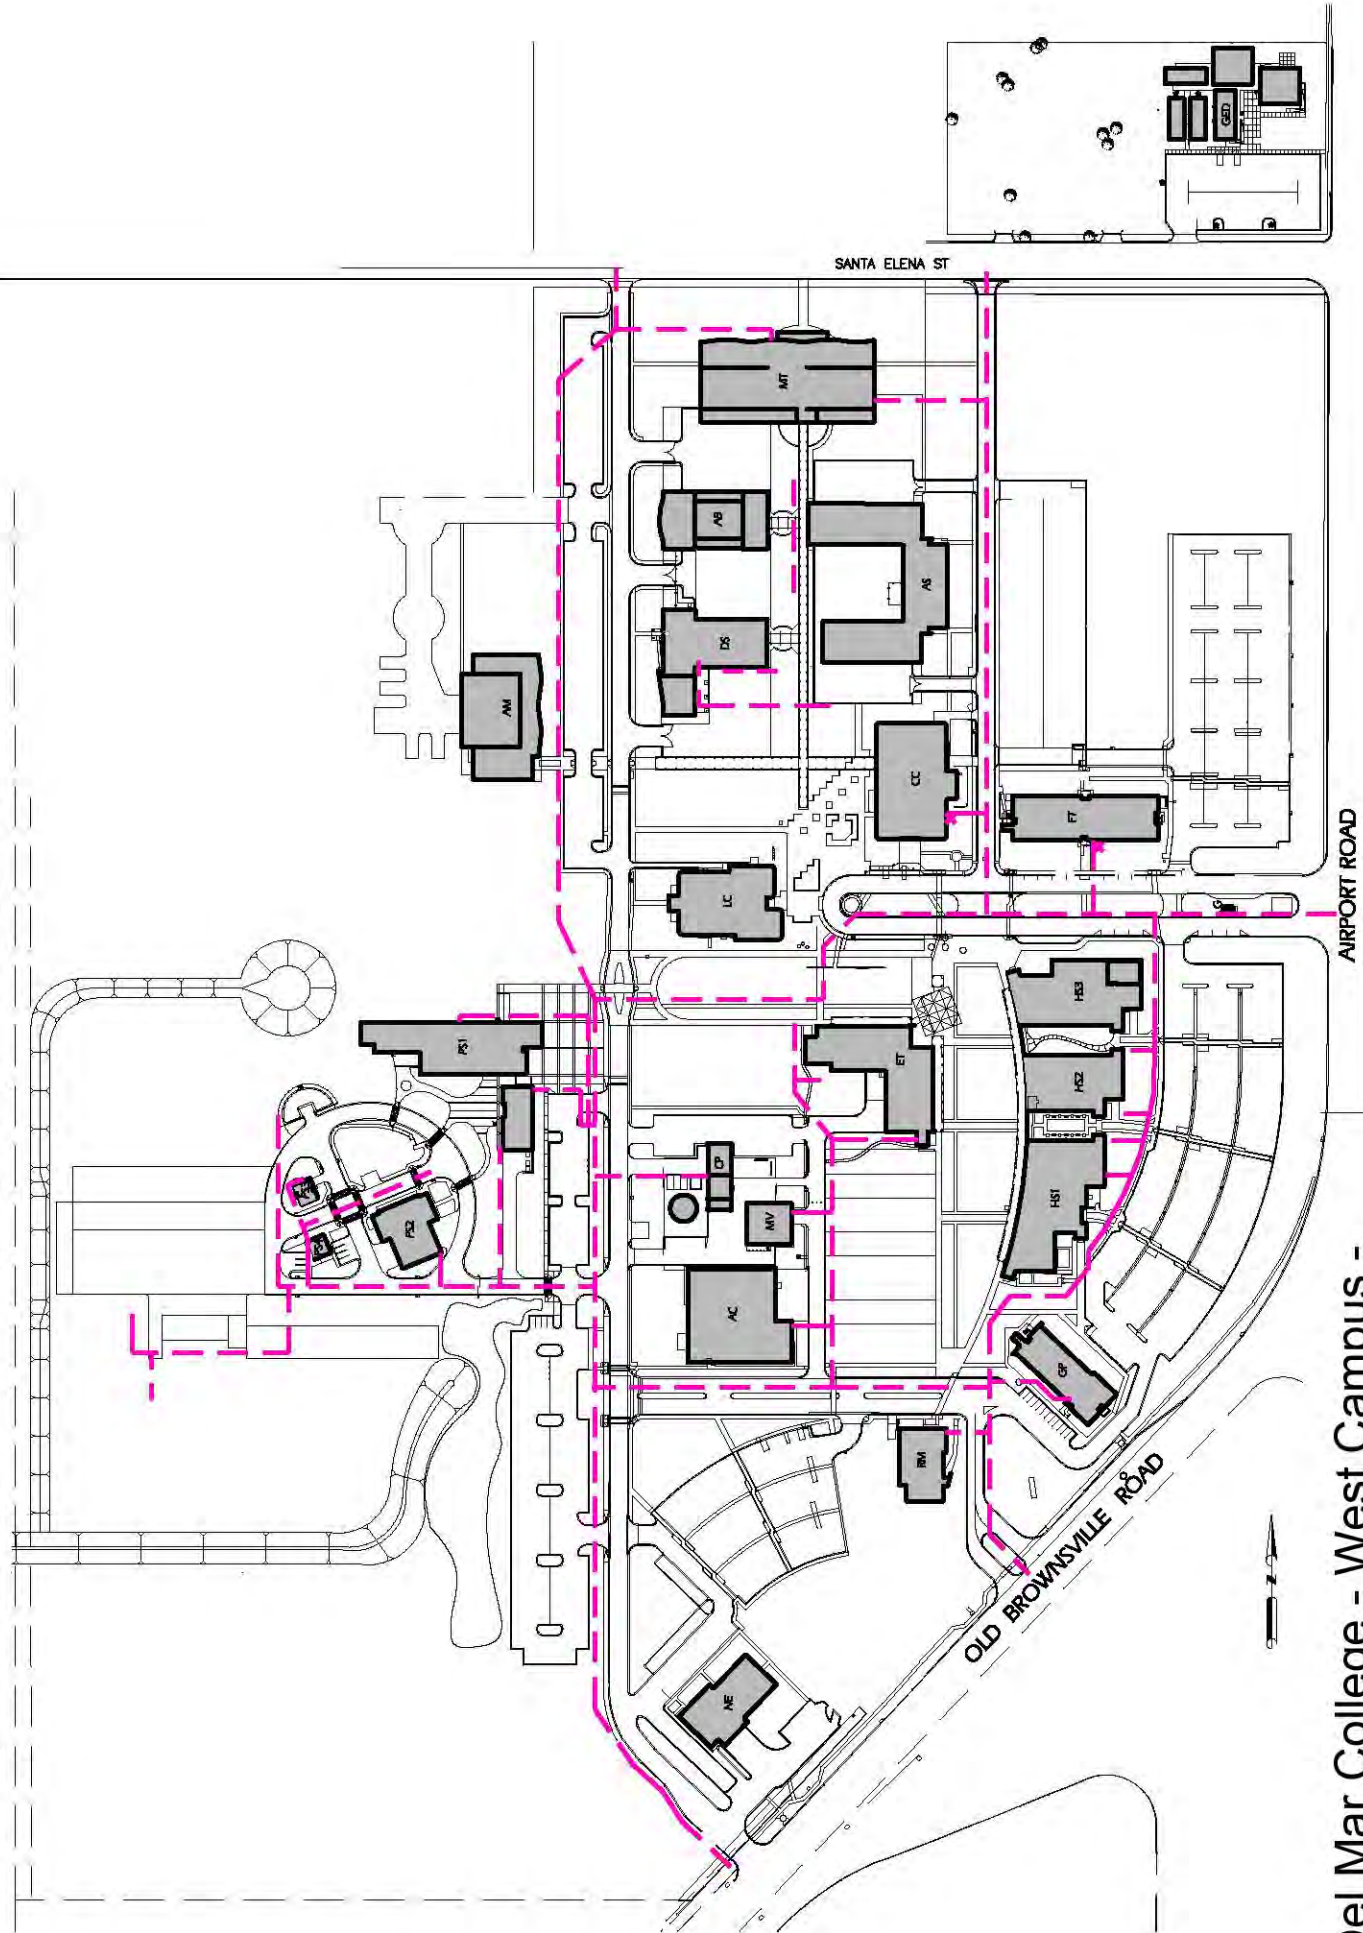 GED
SANTA ELENA ST
MT
AB
AS
DS
AM
CC
FT
LC
G
AIRPORT ROAD
HS3
PS1
ET
HS2
CP
HS1
PS2
MV
AC
GP
RM
OLD BROWNSVILLE ROAD
N
NE
el Mar College - West Campus -